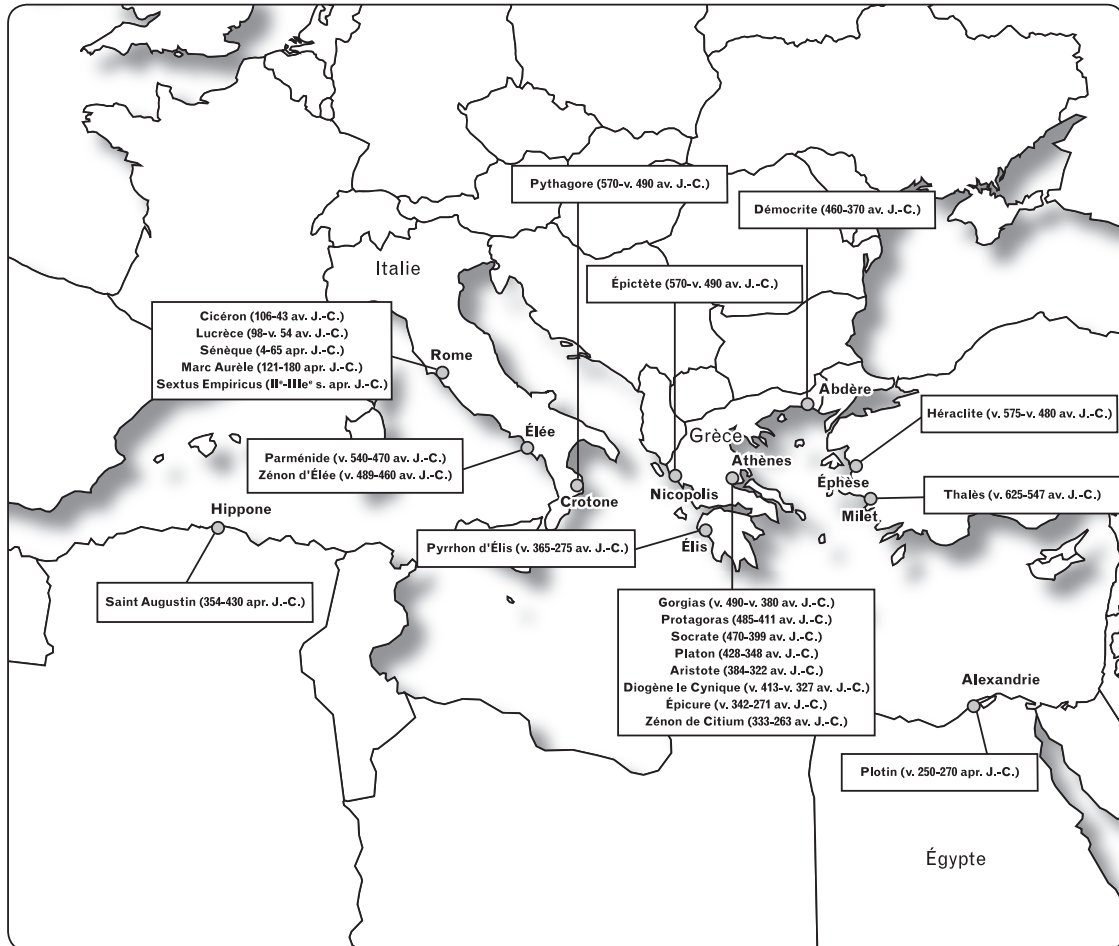 Pythagore (570-v. 490 av. J.-C.)
Démocrite (460-370 av. J.-C.)
Italie
Épictète (570-v. 490 av. J.-C.)
Cicéron (106-43 av. J.-C.)
Lucrèce (98-v. 54 av. J.-C.)
Sénèque (4-65 apr. J.-C.)
Marc Aurèle (121-180 apr. J.-C.)
Sextus Empiricus (IIᵉ-IIIeᵉ s. apr. J.-C.)
Rome
Abdère
Héraclite (v. 575-v. 480 av. J.-C.)
Élée
Grèce
Parménide (v. 540-470 av. J.-C.)
Zénon d'Élée (v. 489-460 av. J.-C.)
Athènes
Éphèse
Crotone
Nicopolis
Thalès (v. 625-547 av. J.-C.)
Hippone
Milet
Pyrrhon d'Élis (v. 365-275 av. J.-C.)
Élis
Saint Augustin (354-430 apr. J.-C.)
Gorgias (v. 490-v. 380 av. J.-C.)
Protagoras (485-411 av. J.-C.)
Socrate (470-399 av. J.-C.)
Platon (428-348 av. J.-C.)
Aristote (384-322 av. J.-C.)
Diogène le Cynique (v. 413-v. 327 av. J.-C.)
Épicure (v. 342-271 av. J.-C.)
Zénon de Citium (333-263 av. J.-C.)
Alexandrie
Plotin (v. 250-270 apr. J.-C.)
Égypte